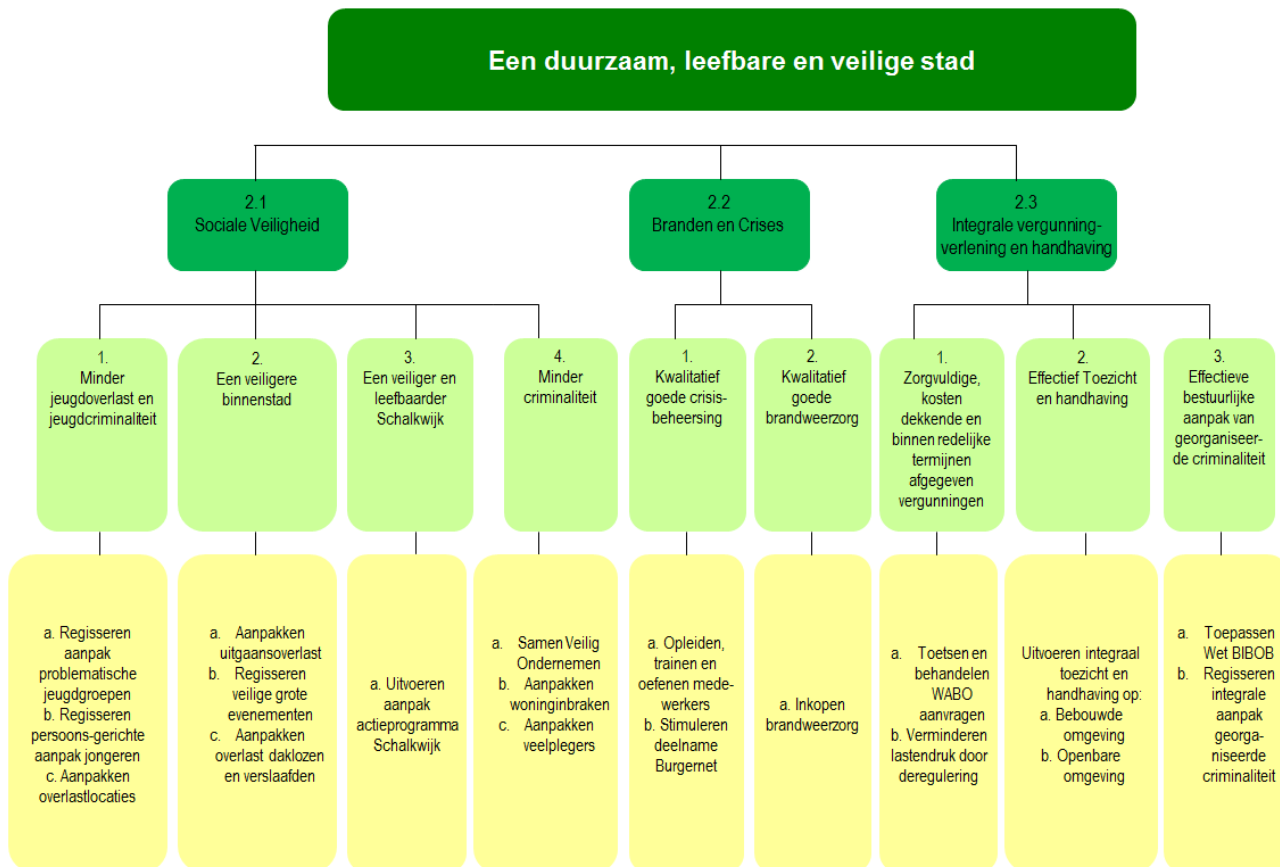 Een duurzaam, leefbare en veilige stad
2.1
Sociale Veiligheid
2.2
Branden en Crises
2.3
Integrale vergunning-
verlening en handhaving
1.
Minder
jeugdoverlast en
jeugdcriminaliteit
2.
Een veiligere
binnenstad
3.
Een veiliger en
leefbaarder
Schalkwijk
4.
Minder
criminaliteit
1.
Kwalitatief
goede crisis-
beheersing
2.
Kwalitatief
goede
brandweerzorg
1.
Zorgvuldige,
kosten
dekkende en
binnen redelijke
termijnen
afgegeven
vergunningen
2.
Effectief Toezicht
en handhaving
3.
Effectieve
bestuurlijke
aanpak van
georganiseer-
de criminaliteit
a. Regisseren
aanpak
problematische
jeugdgroepen
b. Regisseren
persoons-gerichte
aanpak jongeren
c. Aanpakken
overlastlocaties
a. Aanpakken
uitgaansoverlast
b. Regisseren
veilige grote
evenementen
c. Aanpakken
overlast daklozen
en verslaafden
a. Uitvoeren
aanpak
actieprogramma
Schalkwijk
a. Samen Veilig
Ondernemen
b. Aanpakken
woninginbraken
c. Aanpakken
veelplegers
a. Opleiden,
trainen en
oefenen mede-
werkers
b. Stimuleren
deelname
Burgernet
a. Inkopen
brandweerzorg
a. Toetsen en
behandelen
WABO
aanvragen
b. Verminderen
lastendruk door
deregulering
Uitvoeren integraal
toezicht en
handhaving op:
a. Bebouwde
omgeving
b. Openbare
omgeving
a. Toepassen
Wet BIBOB
b. Regisseren
integrale
aanpak
georga-
niseerde
criminaliteit